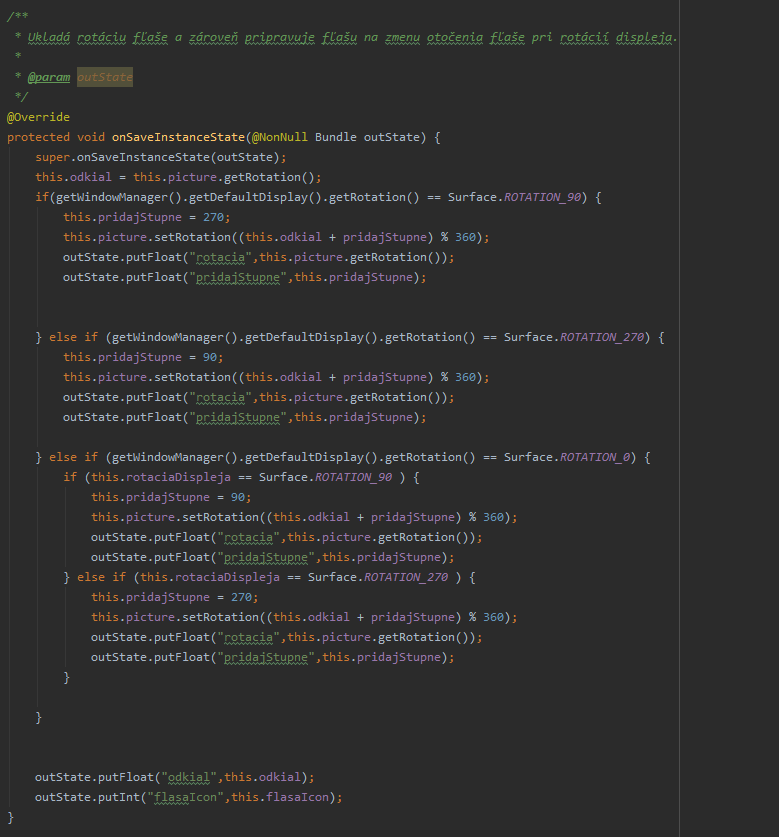 /**
 * Ukladá rotáciu fľaše a zároveň pripravuje fľašu na zmenu otočenia fľaše pri rotácií displeja.
 *
 * @param outState
 */
@Override
protected void onSaveInstanceState(@NonNull Bundle outState) {
    super.onSaveInstanceState(outState);
    this.odkial = this.picture.getRotation();
    if(getWindowManager().getDefaultDisplay().getRotation() == Surface.ROTATION_90) {
        this.pridajStupne = 270;
        this.picture.setRotation((this.odkial + pridajStupne) % 360);
        outState.putFloat("rotacia",this.picture.getRotation());
        outState.putFloat("pridajStupne",this.pridajStupne);
    } else if (getWindowManager().getDefaultDisplay().getRotation() == Surface.ROTATION_270) {
        this.pridajStupne = 90;
        this.picture.setRotation((this.odkial + pridajStupne) % 360);
        outState.putFloat("rotacia",this.picture.getRotation());
        outState.putFloat("pridajStupne",this.pridajStupne);
    } else if (getWindowManager().getDefaultDisplay().getRotation() == Surface.ROTATION_0) {
        if (this.rotaciaDispleja == Surface.ROTATION_90 ) {
            this.pridajStupne = 90;
            this.picture.setRotation((this.odkial + pridajStupne) % 360);
            outState.putFloat("rotacia",this.picture.getRotation());
            outState.putFloat("pridajStupne",this.pridajStupne);
        } else if (this.rotaciaDispleja == Surface.ROTATION_270 ) {
            this.pridajStupne = 270;
            this.picture.setRotation((this.odkial + pridajStupne) % 360);
            outState.putFloat("rotacia",this.picture.getRotation());
            outState.putFloat("pridajStupne",this.pridajStupne);
        }
    }
    outState.putFloat("odkial",this.odkial);
    outState.putInt("flasaIcon",this.flasaIcon);
}